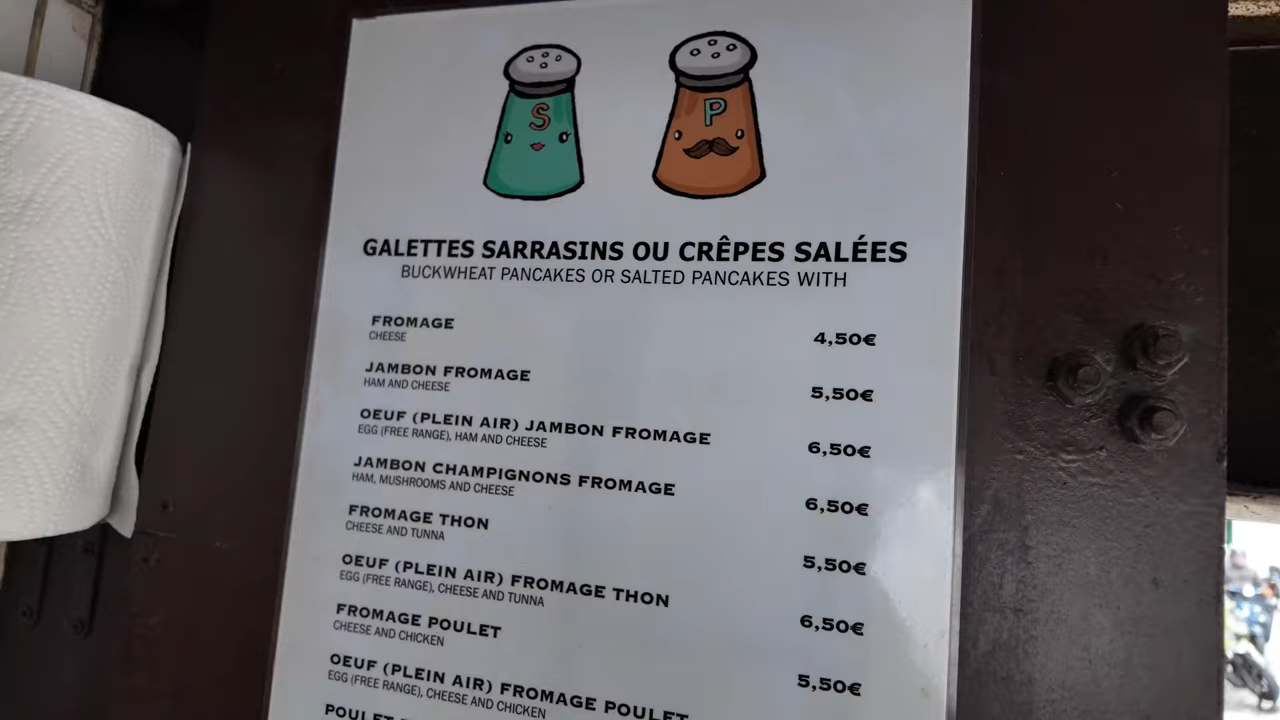 S P
GALETTES SARRASINS OU CRÊPES SALÉES
BUCKWHEAT PANCAKES OR SALTED PANCAKES WITH
FROMAGE 4,50€
CHEESE
JAMBON FROMAGE 5,50€
HAM AND CHEESE
OEUF (PLEIN AIR) JAMBON FROMAGE 6,50€
EGG (FREE RANGE), HAM AND CHEESE
JAMBON CHAMPIGNONS FROMAGE 6,50€
HAM, MUSHROOMS AND CHEESE
FROMAGE THON 5,50€
CHEESE AND TUNNA
OEUF (PLEIN AIR) FROMAGE THON 6,50€
EGG (FREE RANGE), CHEESE AND TUNNA
FROMAGE POULET 5,50€
CHEESE AND CHICKEN
OEUF (PLEIN AIR) FROMAGE POULET
EGG (FREE RANGE), CHEESE AND CHICKEN
POULET